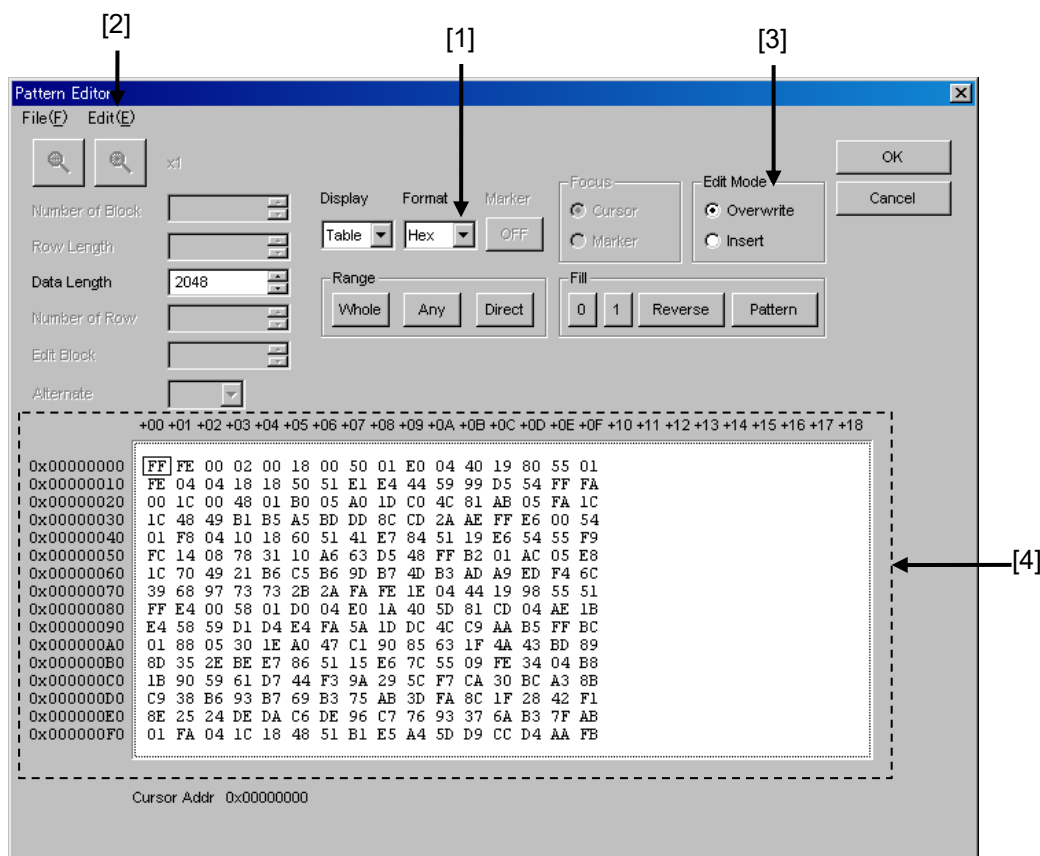 [2]
[1]
[3]
Pattern Editor
File(F) Edit(E)
x1
OK
Cancel
Number of Block
Row Length
Data Length 2048
Number of Row
Edit Block
Alternate
Display Format Marker
Table Hex OFF
Focus
Cursor
Marker
Edit Mode
Overwrite
Insert
Range
Whole Any Direct
Fill
0 1 Reverse Pattern
+00 +01 +02 +03 +04 +05 +06 +07 +08 +09 +0A +0B +0C +0D +0E +0F +10 +11 +12 +13 +14 +15 +16 +17 +18
0x00000000 FF FE 00 02 00 18 00 50 01 E0 04 40 19 80 55 01
0x00000010 FE 04 04 18 18 50 51 E1 E4 44 59 99 D5 54 FF FA
0x00000020 00 1C 00 48 01 B0 05 A0 1D C0 4C 81 AB 05 FA 1C
0x00000030 1C 48 49 B1 B5 A5 BD DD 8C CD 2A AE FF E6 00 54
0x00000040 01 F8 04 10 18 60 51 41 E7 84 51 19 E6 54 55 F9
0x00000050 FC 14 08 78 31 10 A6 63 D5 48 FF B2 01 AC 05 E8
0x00000060 1C 70 49 21 B6 C5 B6 9D B7 4D B3 AD A9 ED F4 6C
0x00000070 39 68 97 73 73 2B 2A FA FE 1E 04 44 19 98 55 51
0x00000080 FF E4 00 58 01 D0 04 E0 1A 40 5D 81 CD 04 AE 1B
0x00000090 E4 58 59 D1 D4 E4 FA 5A 1D DC 4C C9 AA B5 FF BC
0x000000A0 01 88 05 30 1E A0 47 C1 90 85 63 1F 4A 43 BD 89
0x000000B0 8D 35 2E BE E7 86 51 15 E6 7C 55 09 FE 34 04 B8
0x000000C0 1B 90 59 61 D7 44 F3 9A 29 5C F7 CA 30 BC A3 8B
0x000000D0 C9 38 B6 93 B7 69 B3 75 AB 3D FA 8C 1F 28 42 F1
0x000000E0 8E 25 24 DE DA C6 DE 96 C7 76 93 37 6A B3 7F AB
0x000000F0 01 FA 04 1C 18 48 51 B1 E5 A4 5D D9 CC D4 AA FB
[4]
Cursor Addr 0x00000000